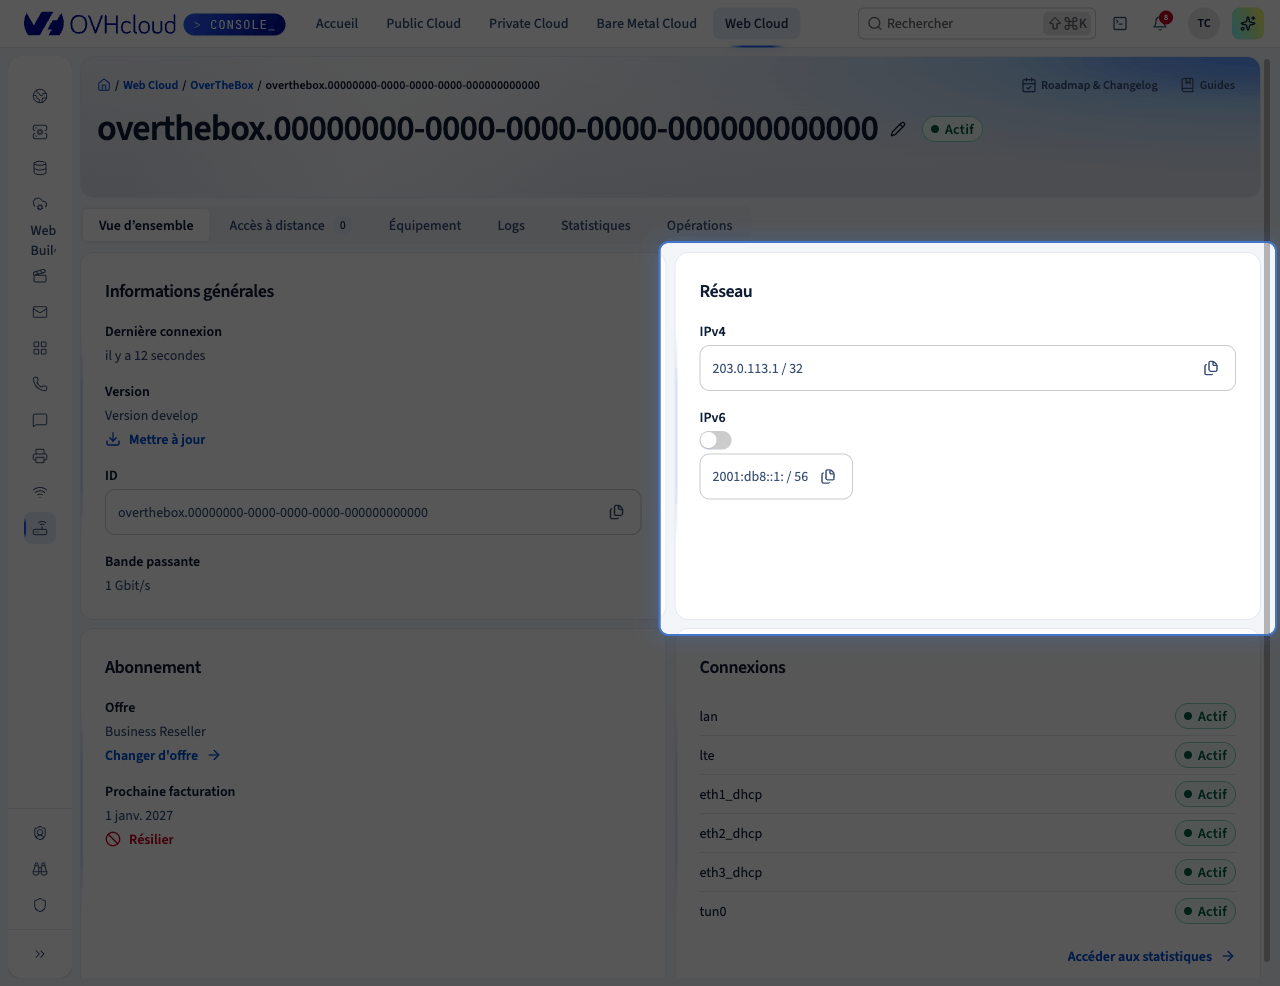 OVHcloud > CONSOLE_ Accueil Public Cloud Private Cloud Bare Metal Cloud Web Cloud Rechercher ⇧⌘K 8 TC
/ Web Cloud / OverTheBox / overthebox.00000000-0000-0000-0000-000000000000 Roadmap & Changelog Guides
overthebox.00000000-0000-0000-0000-000000000000 Actif
Web
Buil
Vue d'ensemble Accès à distance 0 Équipement Logs Statistiques Opérations
Informations générales
Dernière connexion
il y a 12 secondes
Version
Version develop
Mettre à jour
ID
overthebox.00000000-0000-0000-0000-000000000000
Bande passante
1 Gbit/s
Réseau
IPv4
203.0.113.1 / 32
IPv6
2001:db8::1: / 56
Abonnement
Offre
Business Reseller
Changer d'offre
Prochaine facturation
1 janv. 2027
Résilier
Connexions
lan Actif
lte Actif
eth1_dhcp Actif
eth2_dhcp Actif
eth3_dhcp Actif
tun0 Actif
Accéder aux statistiques